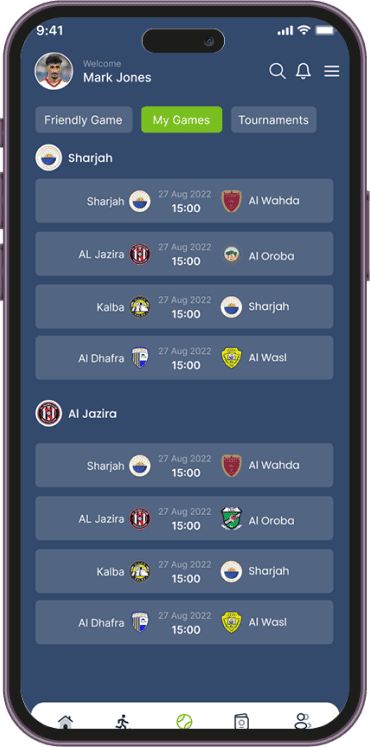 9:41
Welcome
Mark Jones
Friendly Game My Games Tournaments
Sharjah
Sharjah 27 Aug 2022 15:00 Al Wahda
AL Jazira 27 Aug 2022 15:00 Al Oroba
Kalba 27 Aug 2022 15:00 Sharjah
Al Dhafra 27 Aug 2022 15:00 Al Wasl
Al Jazira
Sharjah 27 Aug 2022 15:00 Al Wahda
AL Jazira 27 Aug 2022 15:00 Al Oroba
Kalba 27 Aug 2022 15:00 Sharjah
Al Dhafra 27 Aug 2022 15:00 Al Wasl